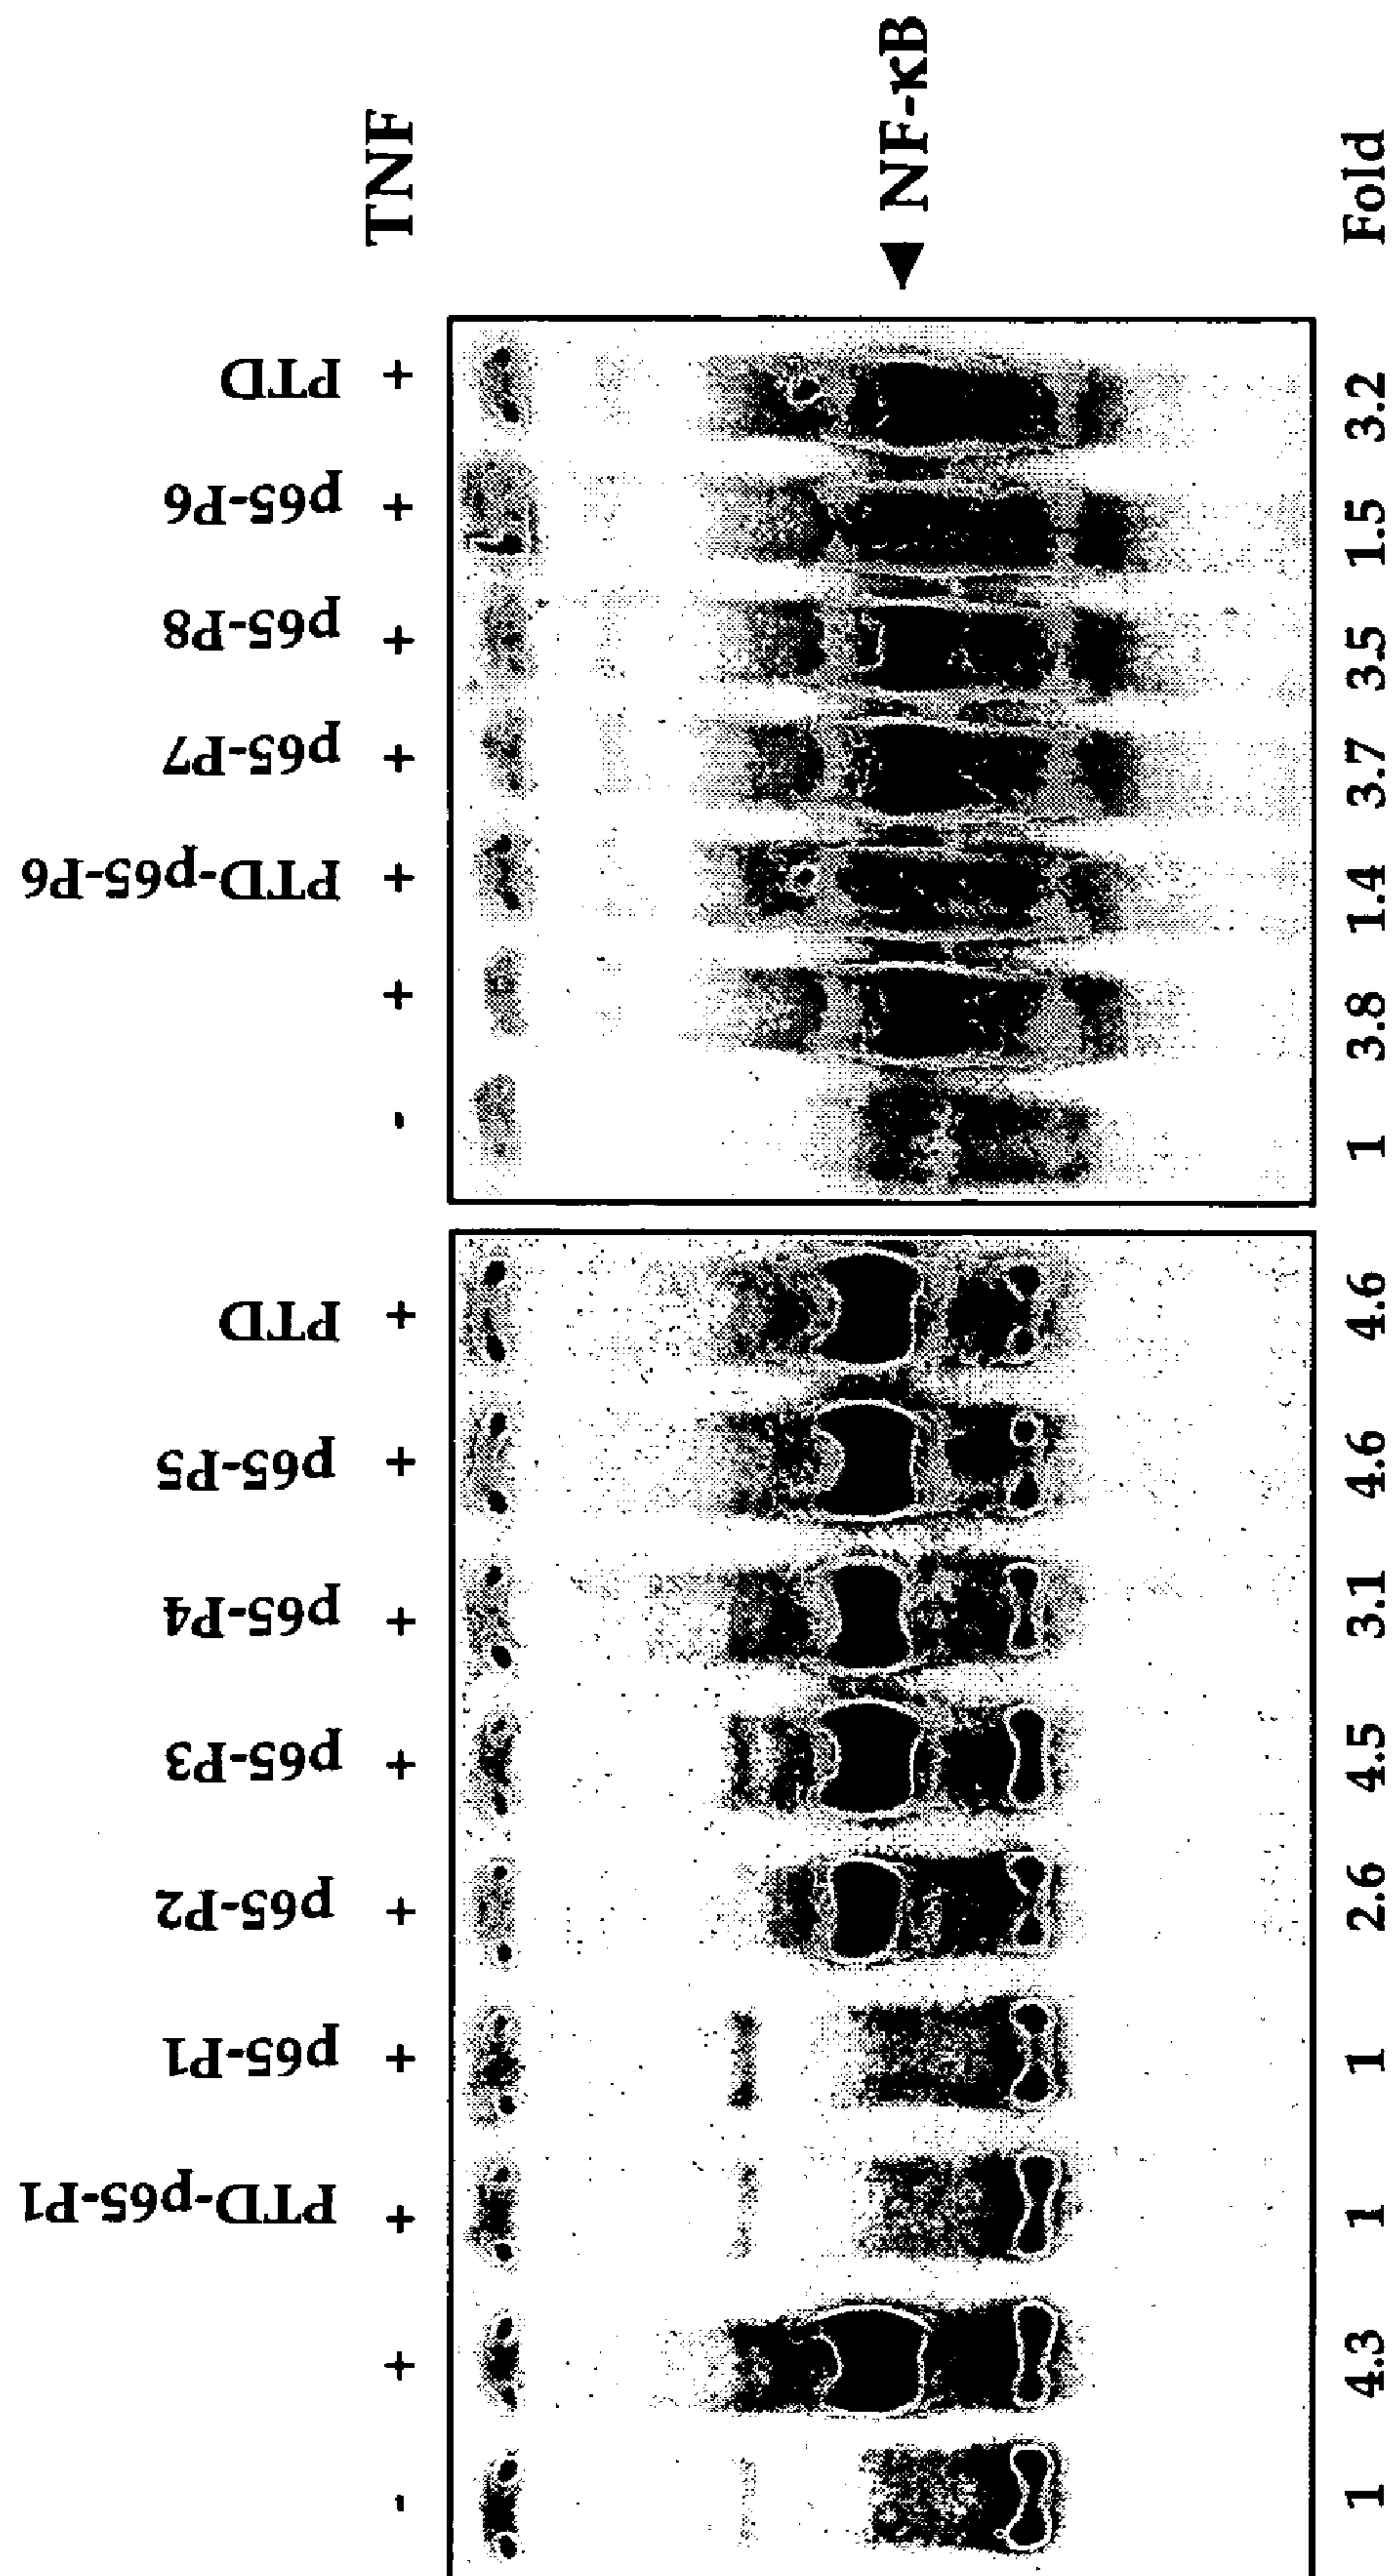 PTD-p65-P1
p65-P1
p65-P2
p65-P3
p65-P4
p65-P5
PTD
PTD-p65-P6
p65-P7
p65-P8
p65-P6
PTD
- + + + + + + + + - + + + + + + TNF
NF-κB
1 4.3 1 1 2.6 4.5 3.1 4.6 4.6 1 3.8 1.4 3.7 3.5 1.5 3.2 Fold